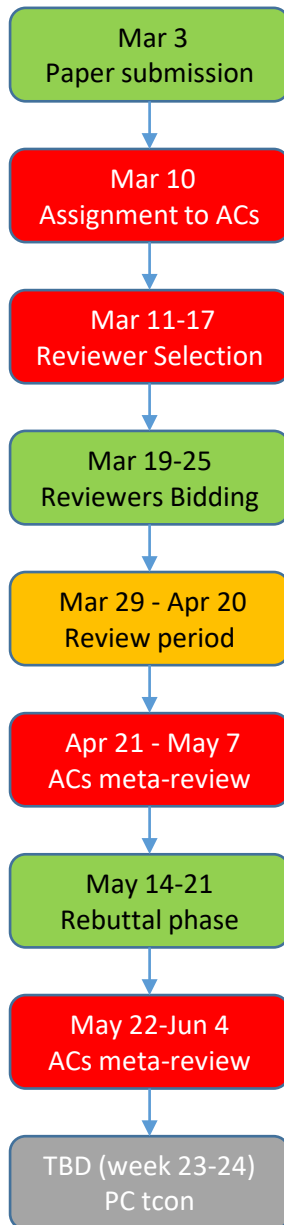 Mar 3
Paper submission
Mar 10
Assignment to ACs
Mar 11-17
Reviewer Selection
Mar 19-25
Reviewers Bidding
Mar 29 - Apr 20
Review period
Apr 21 - May 7
ACs meta-review
May 14-21
Rebuttal phase
May 22-Jun 4
ACs meta-review
TBD (week 23-24)
PC tcon